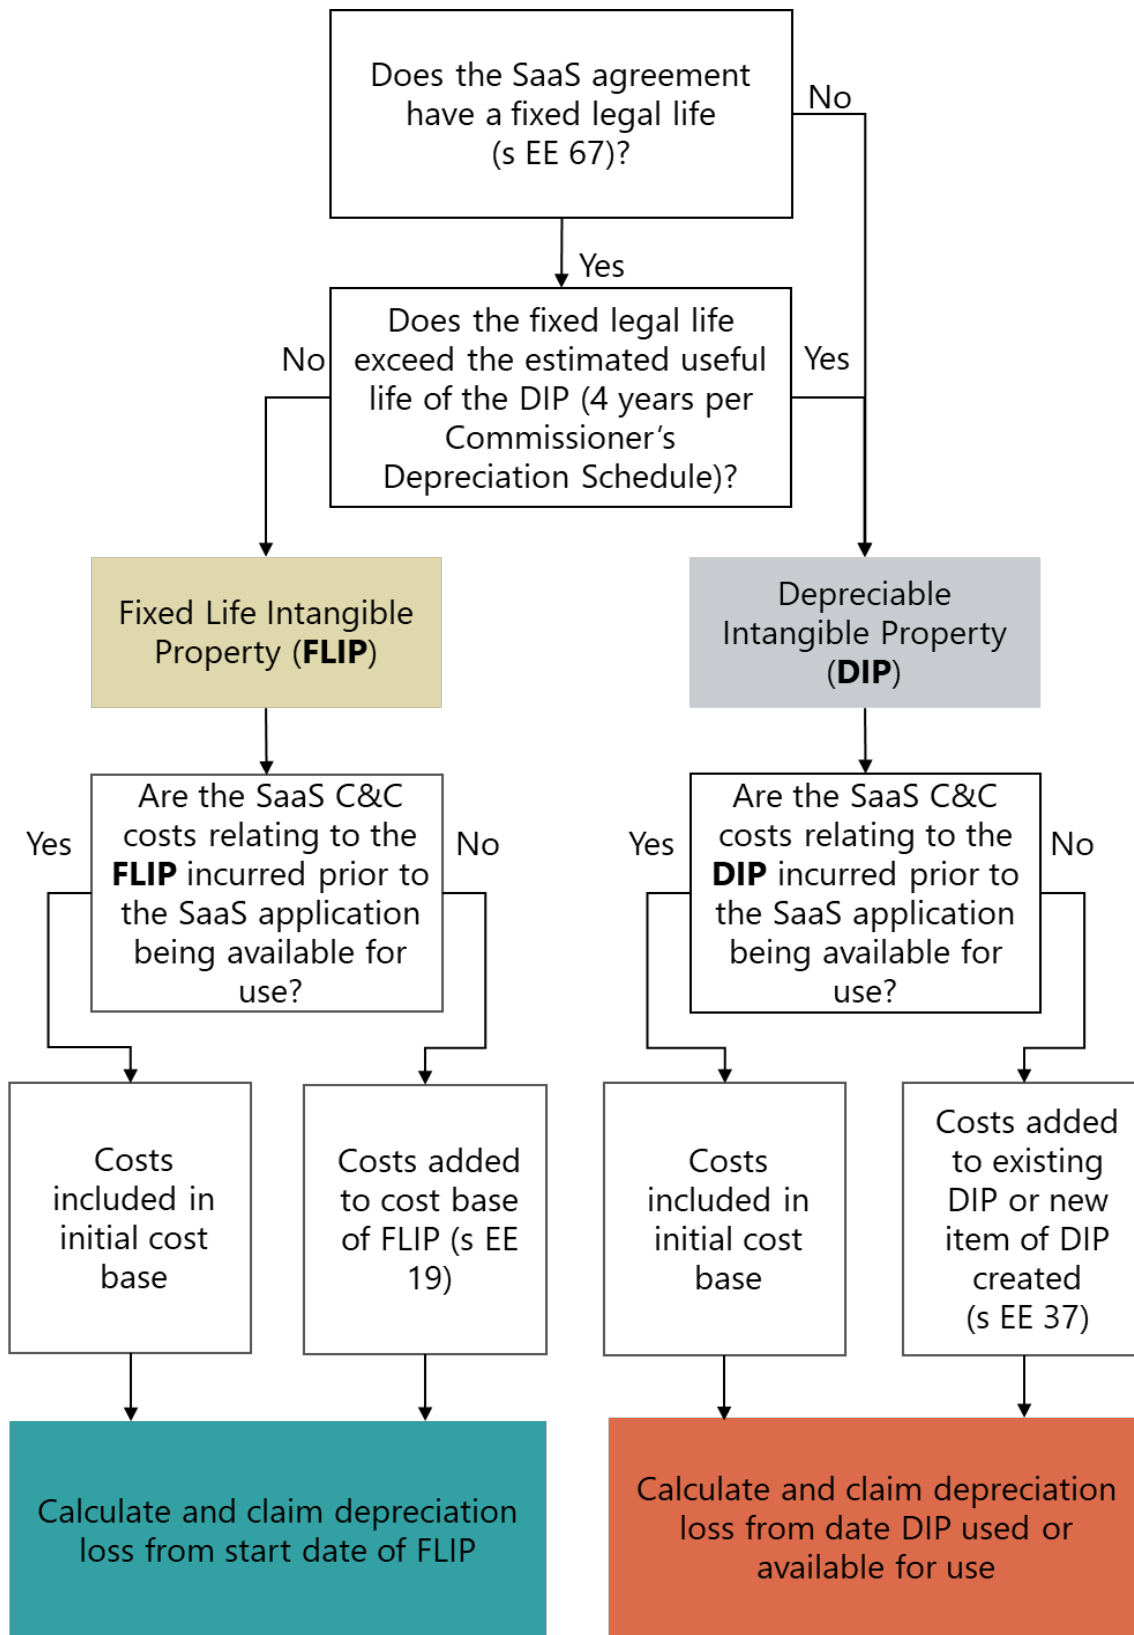 Does the SaaS agreement
have a fixed legal life
(s EE 67)?
No
Yes
Does the fixed legal life
exceed the estimated useful
life of the DIP (4 years per
Commissioner‘s
Depreciation Schedule)?
No
Yes
Fixed Life Intangible
Property (FLIP)
Depreciable
Intangible Property
(DIP)
Are the SaaS C&C
costs relating to the
FLIP incurred prior to
the SaaS application
being available for
use?
Yes
No
Are the SaaS C&C
costs relating to the
DIP incurred prior to
the SaaS application
being available for
use?
Yes
No
Costs
included in
initial cost
base
Costs added
to cost base
of FLIP (s EE
19)
Costs
included in
initial cost
base
Costs added
to existing
DIP or new
item of DIP
created
(s EE 37)
Calculate and claim depreciation
loss from start date of FLIP
Calculate and claim depreciation
loss from date DIP used or
available for use